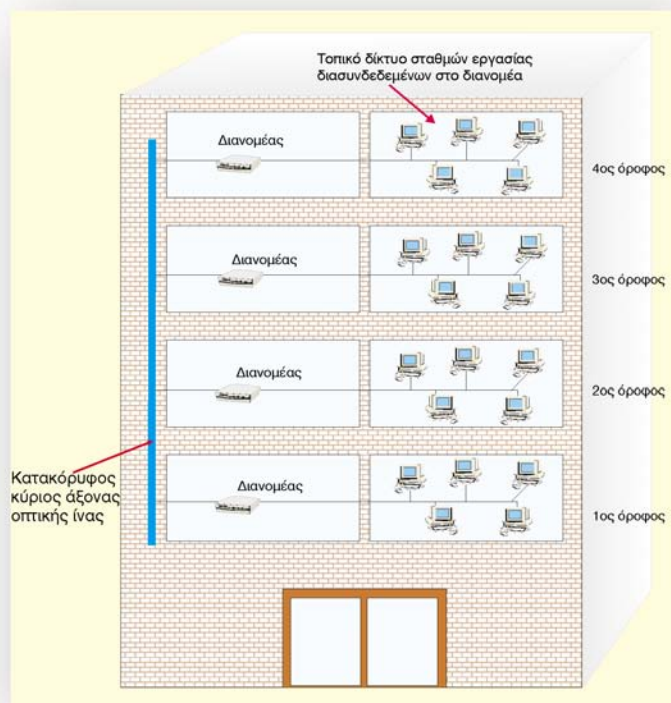 Τοπικό δίκτυο σταθμών εργασίας
διασυνδεδεμένων στο διανομέα
Διανομέας
4ος όροφος
Διανομέας
3ος όροφος
Διανομέας
2ος όροφος
Κατακόρυφος
κύριος άξονας
οπτικής ίνας
Διανομέας
1ος όροφος